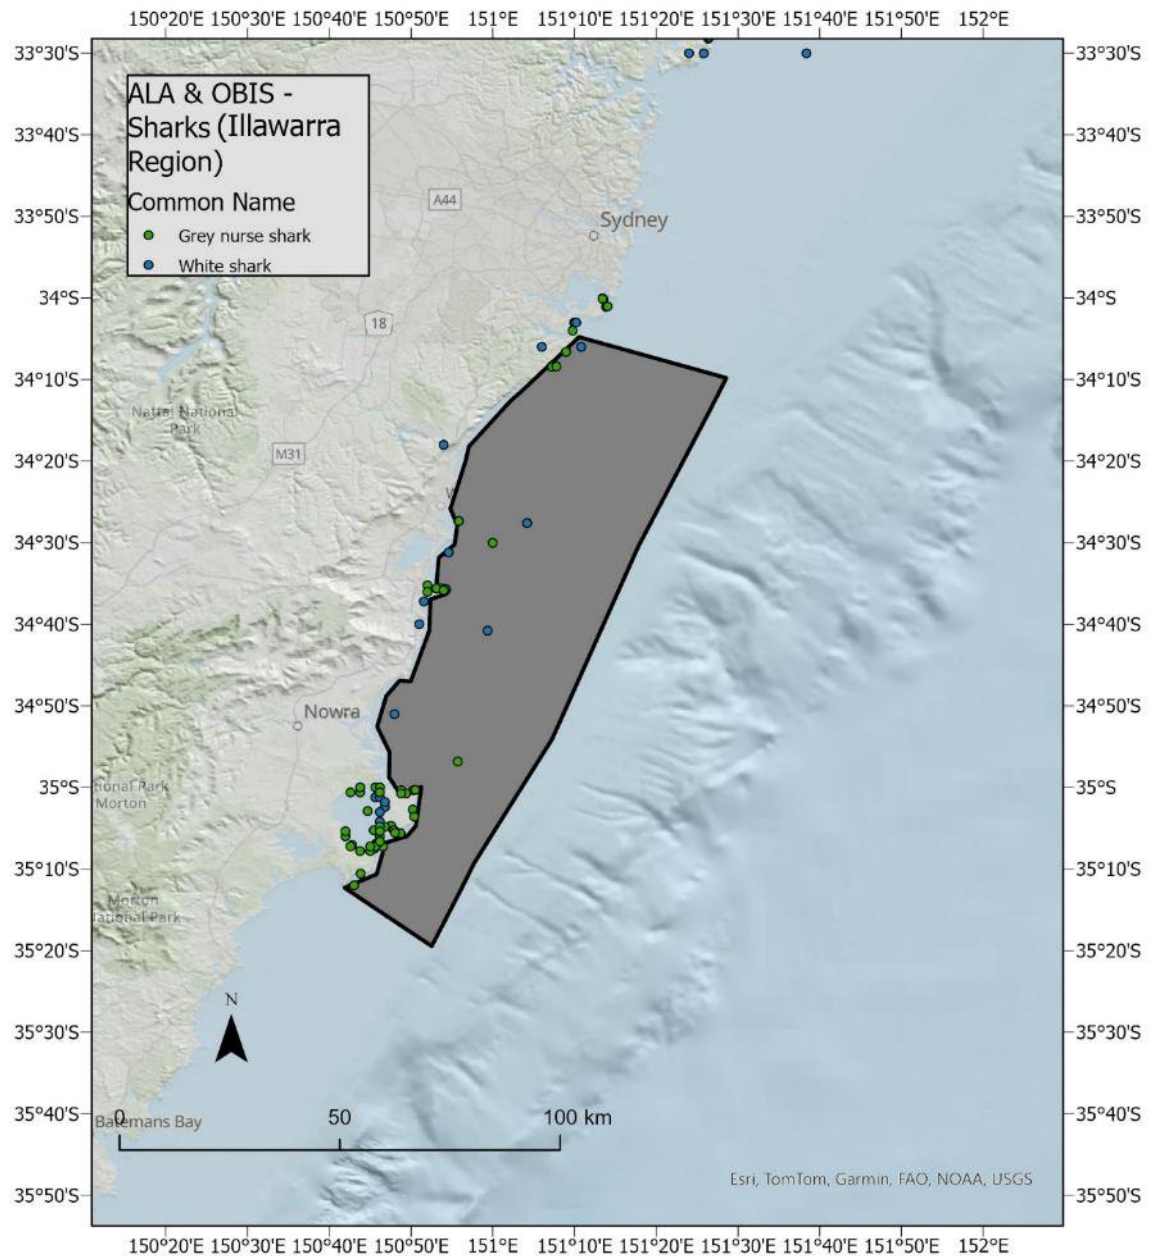 150°20'E 150°30'E 150°40'E 150°50'E 151°E 151°10'E 151°20'E 151°30'E 151°40'E 151°50'E 152°E
33°30'S 33°30'S
ALA & OBIS -
Sharks (Illawarra
Region)
Common Name
Grey nurse shark
White shark
33°40'S 33°40'S
A44
33°50'S 33°50'S
Sydney
34°S 34°S
18
34°10'S 34°10'S
Nattai National
Park
M31
34°20'S 34°20'S
W
34°30'S 34°30'S
34°40'S 34°40'S
34°50'S 34°50'S
Nowra
35°S 35°S
ional Park
Morton
35°10'S 35°10'S
Morton
National Park
35°20'S 35°20'S
N
35°30'S 35°30'S
35°40'S 35°40'S
0 50 100 km
Batemans Bay
Esri, TomTom, Garmin, FAO, NOAA, USGS
35°50'S 35°50'S
150°20'E 150°30'E 150°40'E 150°50'E 151°E 151°10'E 151°20'E 151°30'E 151°40'E 151°50'E 152°E